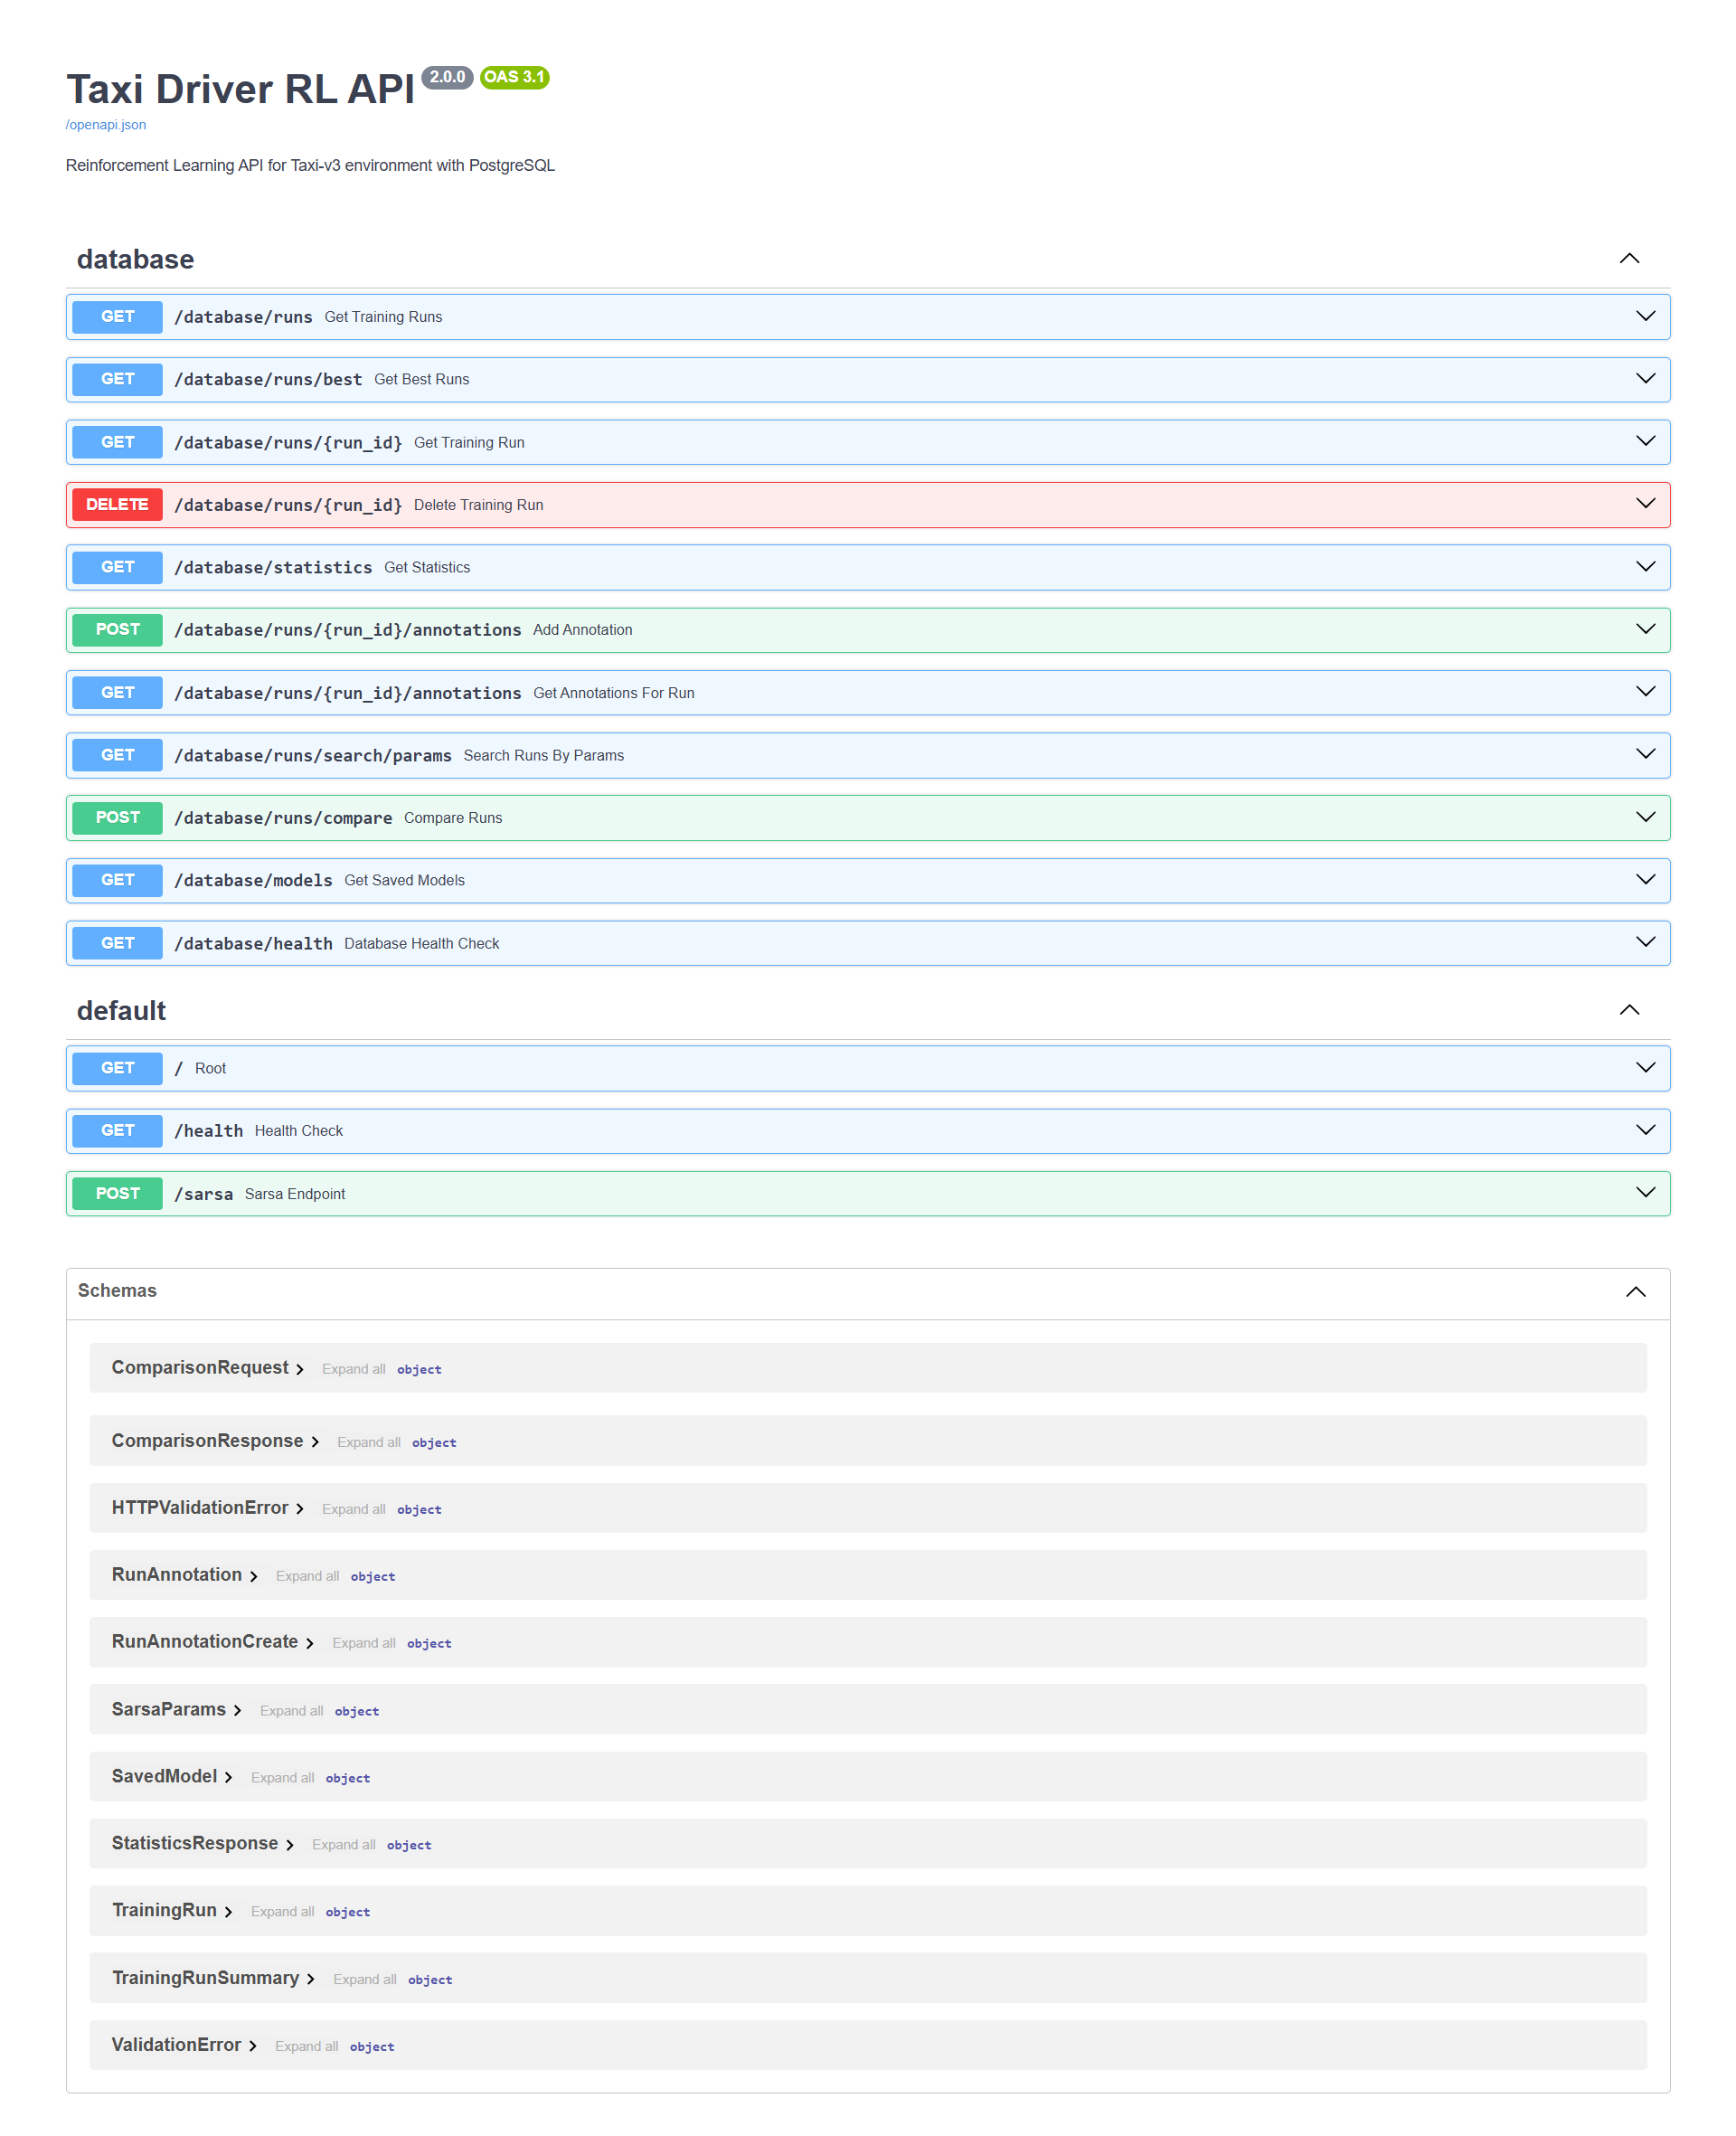 Taxi Driver RL API 2.0.0 OAS 3.1
/openapi.json
Reinforcement Learning API for Taxi-v3 environment with PostgreSQL
database
GET /database/runs Get Training Runs
GET /database/runs/best Get Best Runs
GET /database/runs/{run_id} Get Training Run
DELETE /database/runs/{run_id} Delete Training Run
GET /database/statistics Get Statistics
POST /database/runs/{run_id}/annotations Add Annotation
GET /database/runs/{run_id}/annotations Get Annotations For Run
GET /database/runs/search/params Search Runs By Params
POST /database/runs/compare Compare Runs
GET /database/models Get Saved Models
GET /database/health Database Health Check
default
GET / Root
GET /health Health Check
POST /sarsa Sarsa Endpoint
Schemas
ComparisonRequest Expand all object
ComparisonResponse Expand all object
HTTPValidationError Expand all object
RunAnnotation Expand all object
RunAnnotationCreate Expand all object
SarsaParams Expand all object
SavedModel Expand all object
StatisticsResponse Expand all object
TrainingRun Expand all object
TrainingRunSummary Expand all object
ValidationError Expand all object